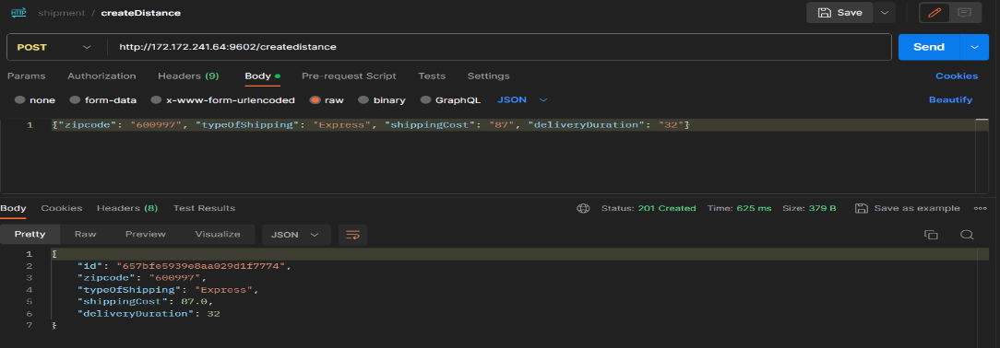 HTTP shipment / createDistance Save
POST http://172.172.241.64:9602/createdistance Send
Params Authorization Headers (9) Body Pre-request Script Tests Settings Cookies
none form-data x-www-form-urlencoded raw binary GraphQL JSON Beautify
1 {"zipcode": "600997", "typeOfShipping": "Express", "shippingCost": "87", "deliveryDuration": "32"}
Body Cookies Headers (8) Test Results Status: 201 Created Time: 625 ms Size: 379 B Save as example
Pretty Raw Preview Visualize JSON
1 {
2 "id": "657bfe5939e8aa029d1f7774",
3 "zipcode": "600997",
4 "typeOfShipping": "Express",
5 "shippingCost": 87.0,
6 "deliveryDuration": 32
7 }